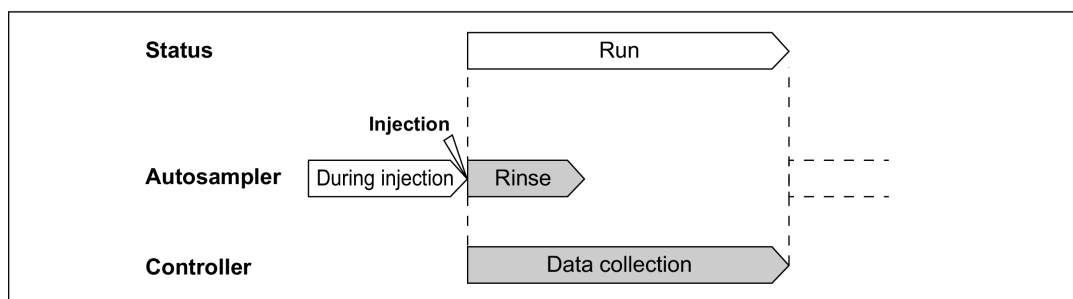 Status
Run
Injection
Autosampler
During injection
Rinse
Controller
Data collection